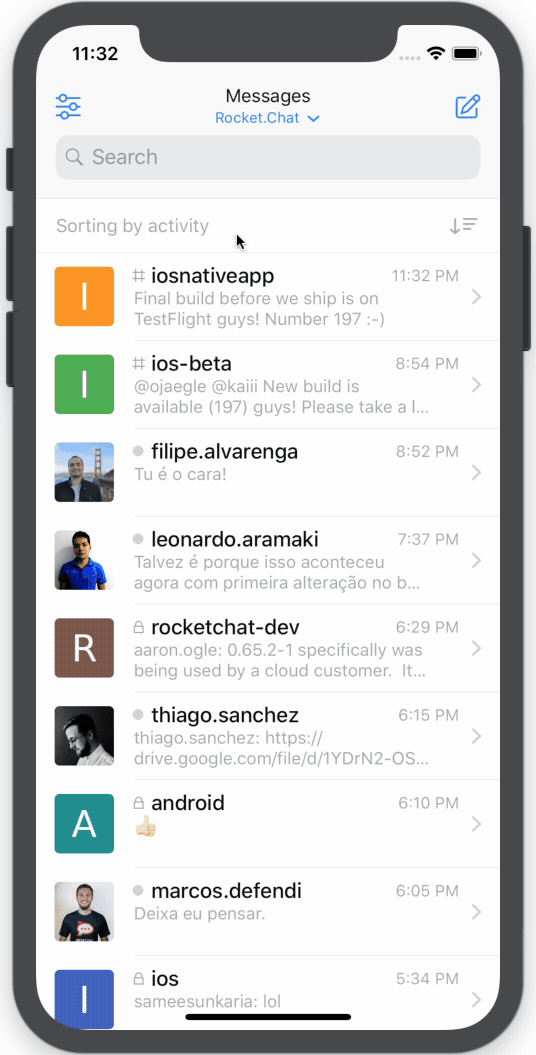 11:32
Messages
Rocket.Chat
Search
Sorting by activity
I
# iosnativeapp 11:32 PM
Final build before we ship is on
TestFlight guys! Number 197 :-)
I
# ios-beta 8:54 PM
@ojaegle @kaiii New build is
available (197) guys! Please take a l...
filipe.alvarenga 8:52 PM
Tu é o cara!
leonardo.aramaki 7:37 PM
Talvez é porque isso aconteceu
agora com primeira alteração no b...
R
rocketchat-dev 6:29 PM
aaron.ogle: 0.65.2-1 specifically was
being used by a cloud customer.  It...
thiago.sanchez 6:15 PM
thiago.sanchez: https://
drive.google.com/file/d/1YDrN2-OS...
A
android 6:10 PM
👍🏻
marcos.defendi 6:05 PM
Deixa eu pensar.
I
ios 5:34 PM
sameesunkaria: lol